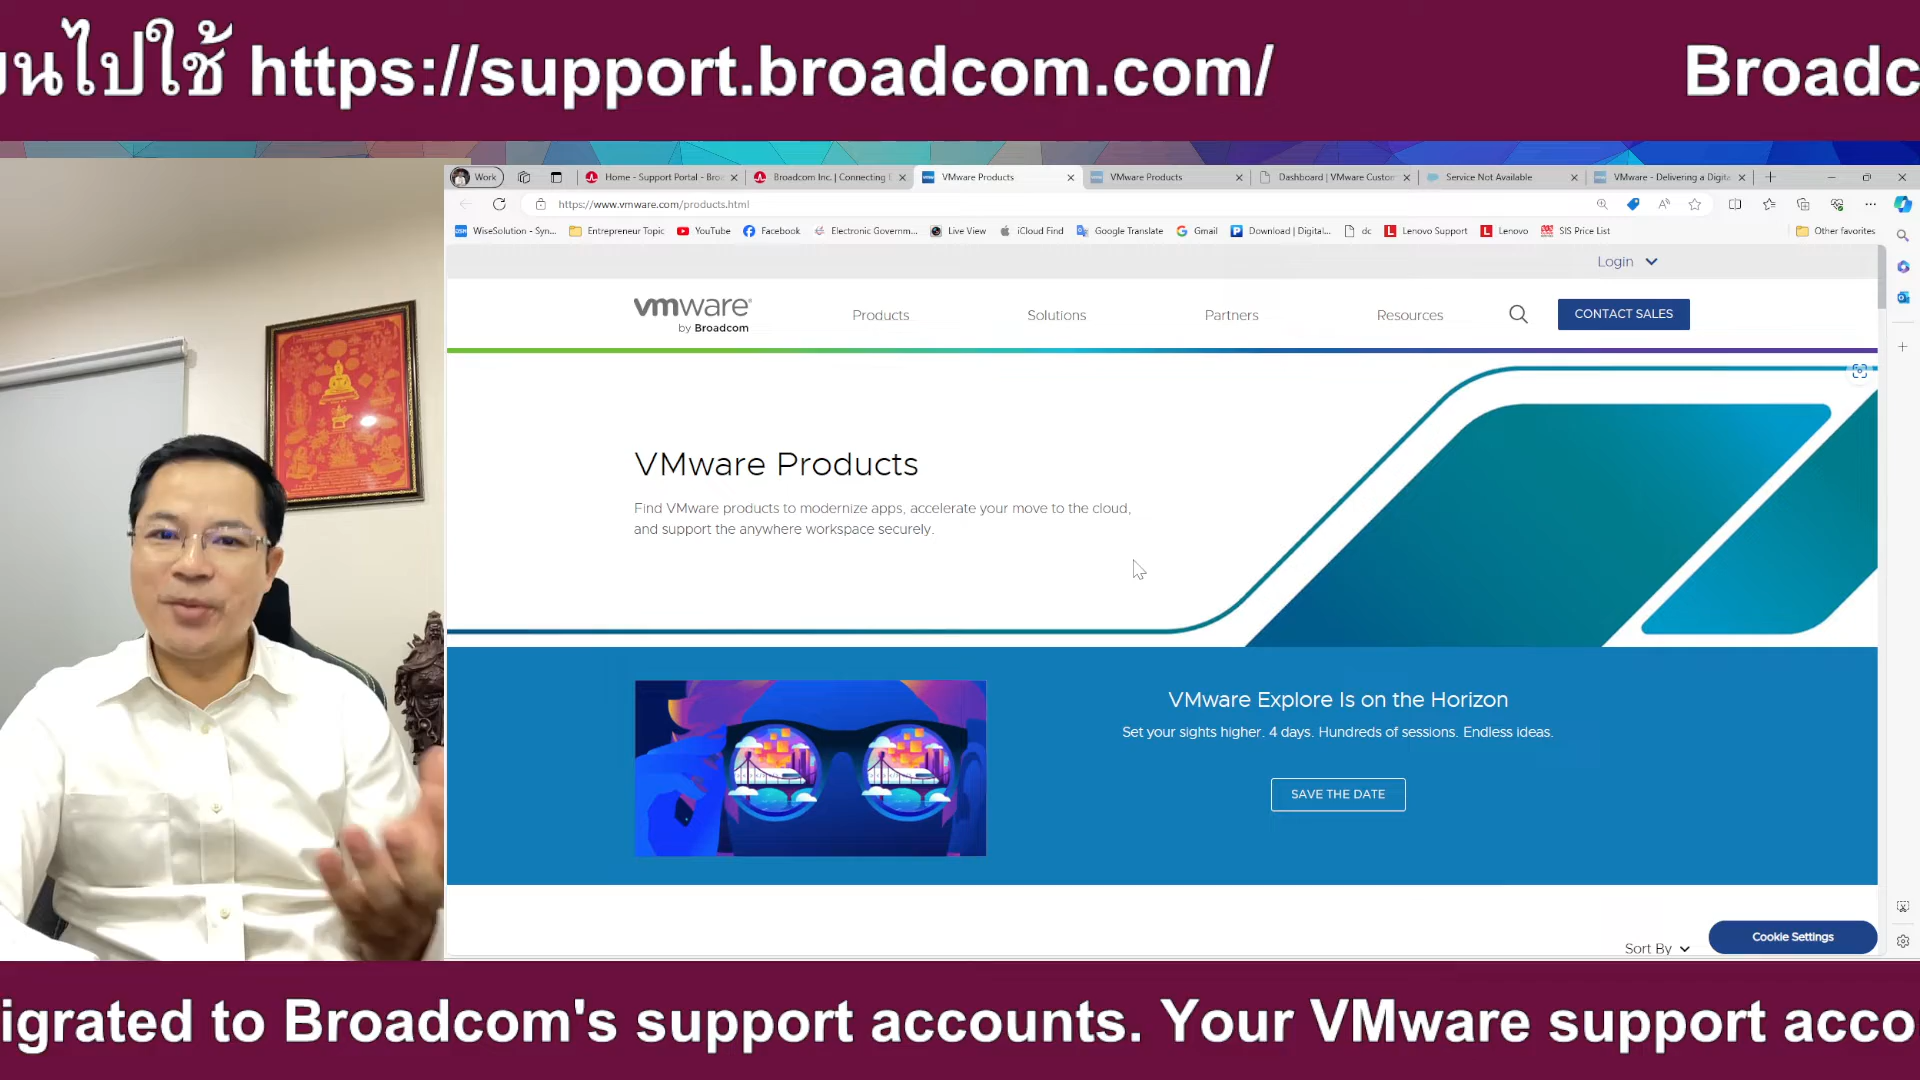 ยนไปใช้ https://support.broadcom.com/
Broadc
Work
Home - Support Portal - Bro
Broadcom Inc. | Connecting
VMware Products
VMware Products
Dashboard | VMware Custom
Service Not Available
VMware - Delivering a Digita
https://www.vmware.com/products.html
WiseSolution - Syn...
Entrepreneur Topic
YouTube
Facebook
Electronic Governm...
Live View
iCloud Find
Google Translate
Gmail
Download | Digital...
dc
Lenovo Support
Lenovo
SIS Price List
Other favorites
Login
vmware®
by Broadcom
Products
Solutions
Partners
Resources
CONTACT SALES
VMware Products
Find VMware products to modernize apps, accelerate your move to the cloud,
and support the anywhere workspace securely.
VMware Explore Is on the Horizon
Set your sights higher. 4 days. Hundreds of sessions. Endless ideas.
SAVE THE DATE
Sort By
Cookie Settings
igrated to Broadcom's support accounts. Your VMware support acco